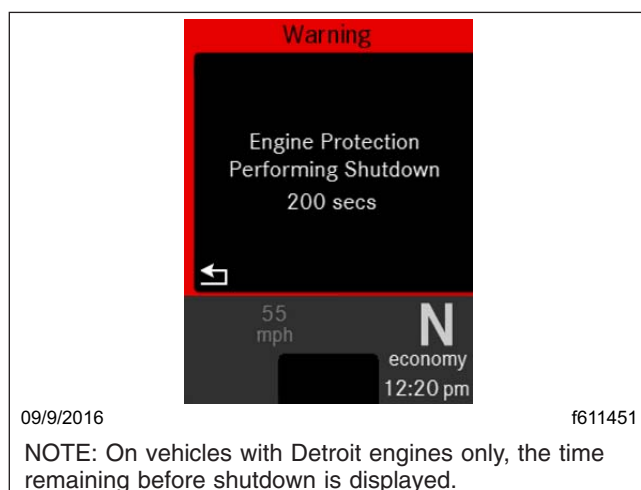 Warning
Engine Protection
Performing Shutdown
200 secs
55
mph
N
economy
12:20 pm
09/9/2016
f611451
NOTE: On vehicles with Detroit engines only, the time
remaining before shutdown is displayed.